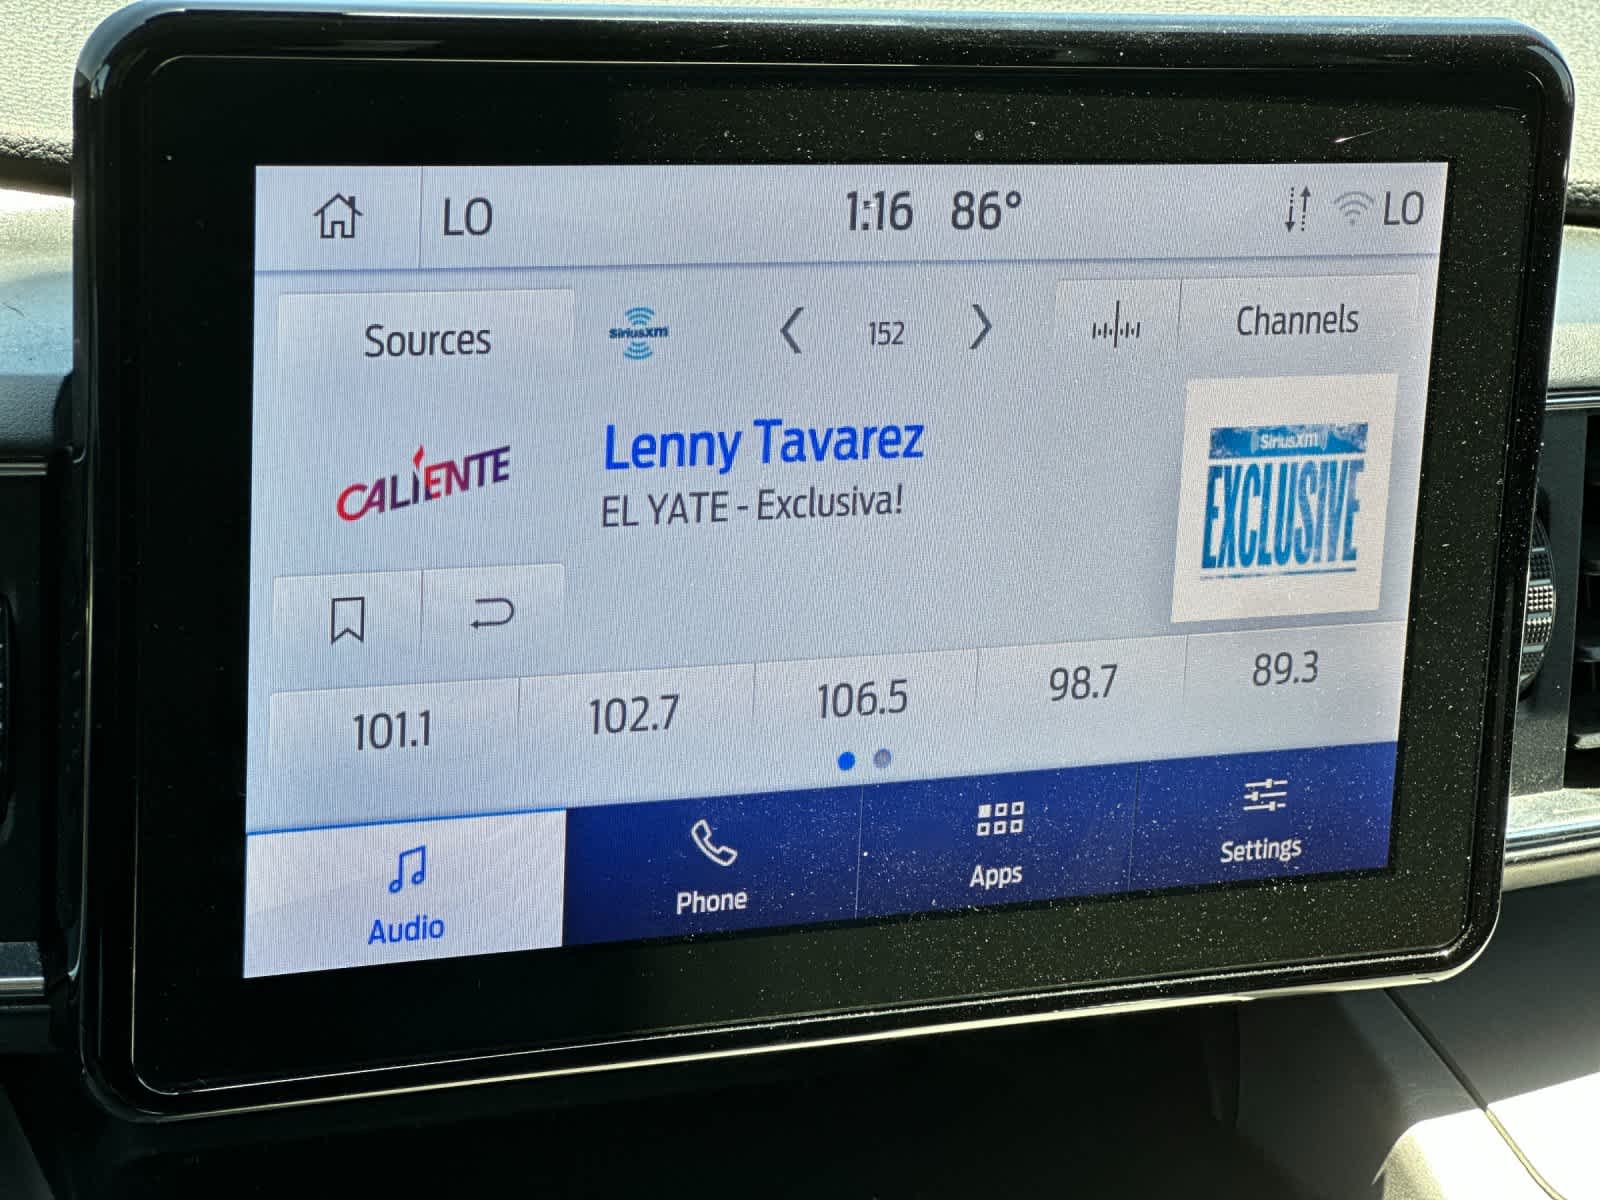 LO 1:16 86° LO
Sources SiriusXM 152 Channels
CALIENTE
Lenny Tavarez
EL YATE - Exclusiva!
SiriusXM
EXCLUSIVE
101.1 102.7 106.5 98.7 89.3
Audio Phone Apps Settings